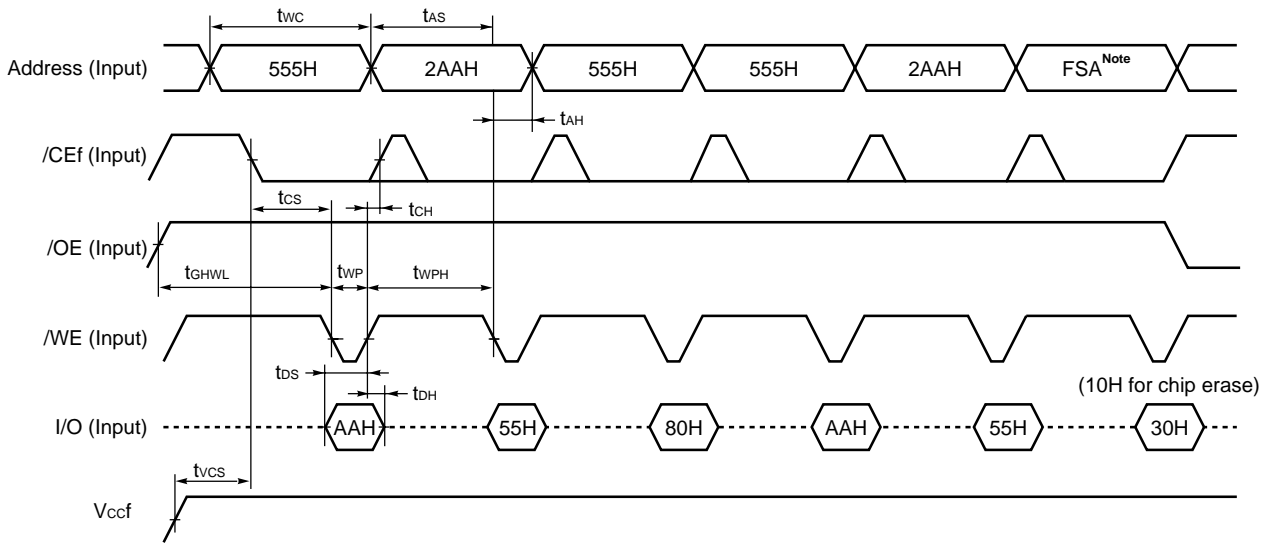 tWC tAS
Address (Input) 555H 2AAH 555H 555H 2AAH FSANote
tAH
/CEf (Input)
tCS tCH
/OE (Input)
tGHWL tWP tWPH
/WE (Input)
tDS tDH
(10H for chip erase)
I/O (Input) AAH 55H 80H AAH 55H 30H
tVCS
VCCf